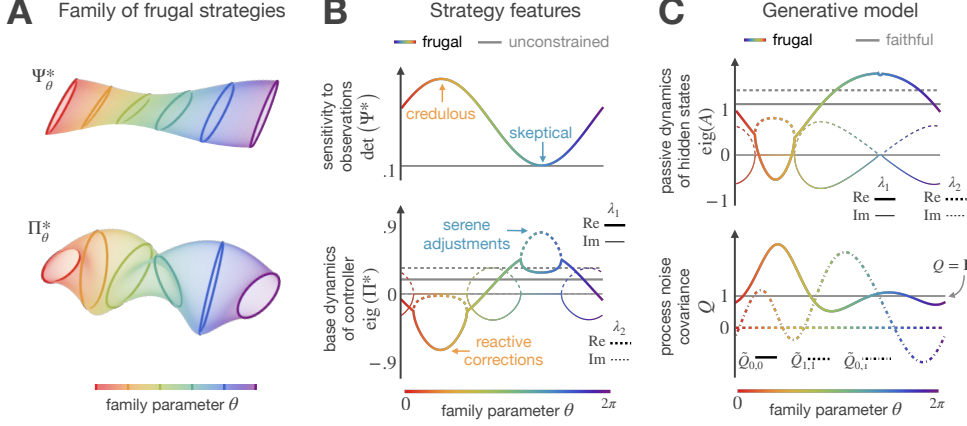 A Family of frugal strategies
Ψ*θ
Π*θ
family parameter θ
B Strategy features
frugal unconstrained
sensitivity to
observations
det (Ψ*)
credulous
skeptical
.1
base dynamics
of controller
eig (Π*)
.9
0
−.9
serene
adjustments
reactive
corrections
λ1
Re
Im
λ2
Re
Im
0 2π
family parameter θ
C Generative model
frugal faithful
passive dynamics
of hidden states
eig(A)
1
0
−1
λ1 λ2
Re Re
Im Im
process noise
covariance
Q
1
0
Q = I
Q̃0,0 Q̃1,1
0 2π
family parameter θ